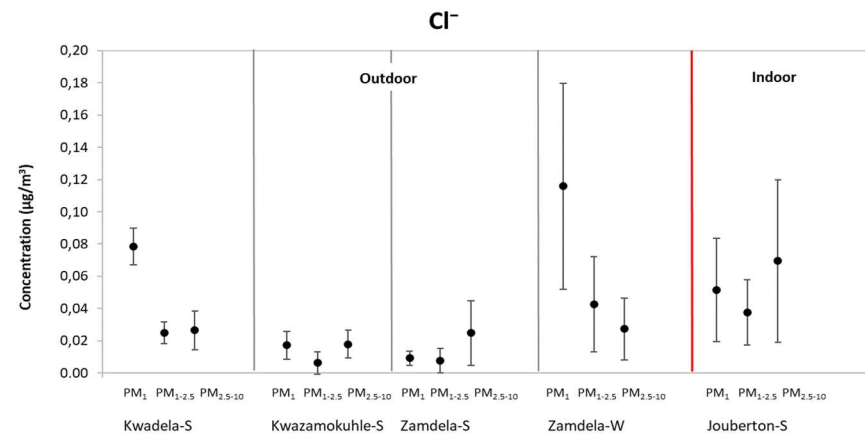 Cl⁻
0,20
0,18
0,16
0,14
0,12
0,10
0,08
0,06
0,04
0,02
0.00
Concentration (µg/m³)
Outdoor
Indoor
PM₁ PM₁₋₂.₅ PM₂.₅₋₁₀ PM₁ PM₁₋₂.₅ PM₂.₅₋₁₀ PM₁ PM₁₋₂.₅ PM₂.₅₋₁₀ PM₁ PM₁₋₂.₅ PM₂.₅₋₁₀ PM₁ PM₁₋₂.₅ PM₂.₅₋₁₀
Kwadela-S Kwazamokuhle-S Zamdela-S Zamdela-W Jouberton-S